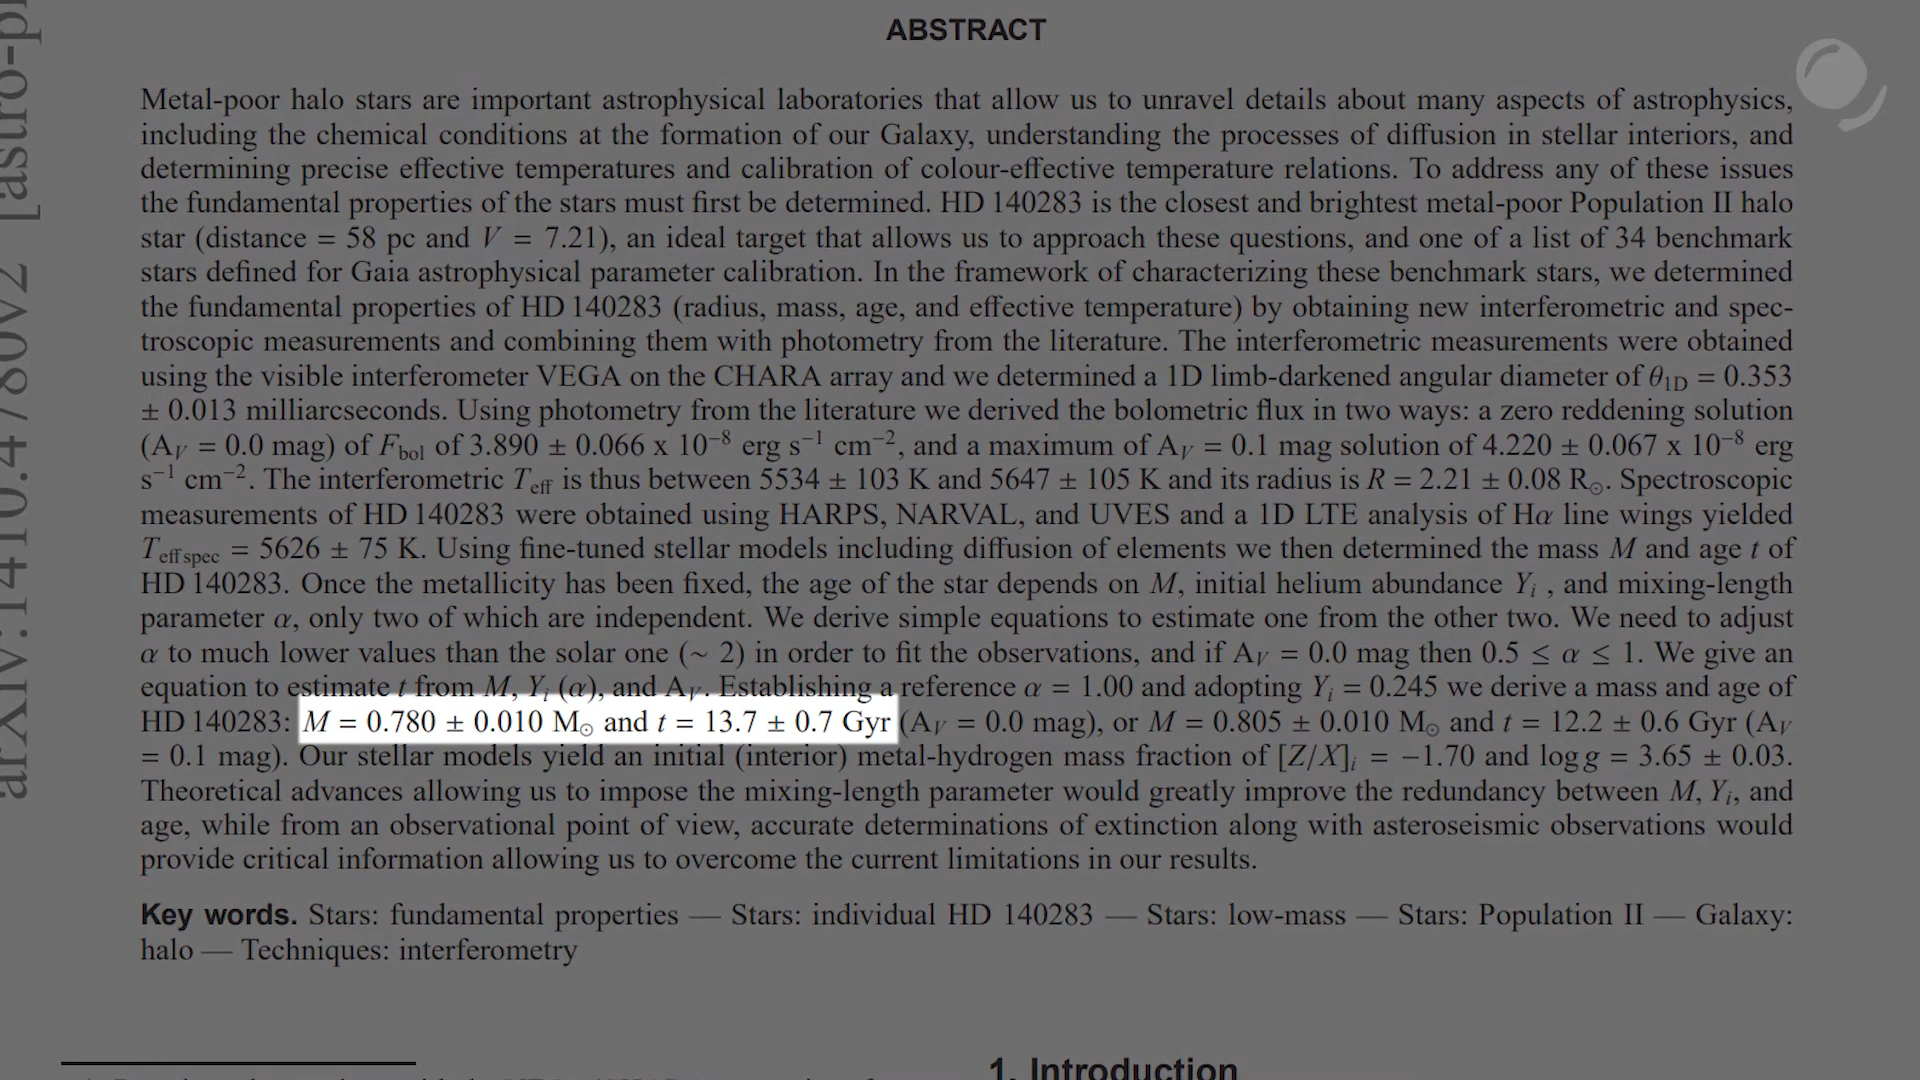 ABSTRACT
Metal-poor halo stars are important astrophysical laboratories that allow us to unravel details about many aspects of astrophysics,
including the chemical conditions at the formation of our Galaxy, understanding the processes of diffusion in stellar interiors, and
determining precise effective temperatures and calibration of colour-effective temperature relations. To address any of these issues
the fundamental properties of the stars must first be determined. HD 140283 is the closest and brightest metal-poor Population II halo
star (distance = 58 pc and V = 7.21), an ideal target that allows us to approach these questions, and one of a list of 34 benchmark
stars defined for Gaia astrophysical parameter calibration. In the framework of characterizing these benchmark stars, we determined
the fundamental properties of HD 140283 (radius, mass, age, and effective temperature) by obtaining new interferometric and spec-
troscopic measurements and combining them with photometry from the literature. The interferometric measurements were obtained
using the visible interferometer VEGA on the CHARA array and we determined a 1D limb-darkened angular diameter of θ1D = 0.353
± 0.013 milliarcseconds. Using photometry from the literature we derived the bolometric flux in two ways: a zero reddening solution
(AV = 0.0 mag) of Fbol of 3.890 ± 0.066 x 10⁻⁸ erg s⁻¹ cm⁻², and a maximum of AV = 0.1 mag solution of 4.220 ± 0.067 x 10⁻⁸ erg
s⁻¹ cm⁻². The interferometric Teff is thus between 5534 ± 103 K and 5647 ± 105 K and its radius is R = 2.21 ± 0.08 R⊙. Spectroscopic
measurements of HD 140283 were obtained using HARPS, NARVAL, and UVES and a 1D LTE analysis of Hα line wings yielded
Teff spec = 5626 ± 75 K. Using fine-tuned stellar models including diffusion of elements we then determined the mass M and age t of
HD 140283. Once the metallicity has been fixed, the age of the star depends on M, initial helium abundance Yi , and mixing-length
parameter α, only two of which are independent. We derive simple equations to estimate one from the other two. We need to adjust
α to much lower values than the solar one (~ 2) in order to fit the observations, and if AV = 0.0 mag then 0.5 ≤ α ≤ 1. We give an
equation to estimate t from M, Yi (α), and AV. Establishing a reference α = 1.00 and adopting Yi = 0.245 we derive a mass and age of
HD 140283: M = 0.780 ± 0.010 M⊙ and t = 13.7 ± 0.7 Gyr (AV = 0.0 mag), or M = 0.805 ± 0.010 M⊙ and t = 12.2 ± 0.6 Gyr (AV
= 0.1 mag). Our stellar models yield an initial (interior) metal-hydrogen mass fraction of [Z/X]i = −1.70 and log g = 3.65 ± 0.03.
Theoretical advances allowing us to impose the mixing-length parameter would greatly improve the redundancy between M, Yi, and
age, while from an observational point of view, accurate determinations of extinction along with asteroseismic observations would
provide critical information allowing us to overcome the current limitations in our results.
Key words. Stars: fundamental properties — Stars: individual HD 140283 — Stars: low-mass — Stars: Population II — Galaxy:
halo — Techniques: interferometry
1. Introduction
arXiv:1410.4780v2 [astro-p